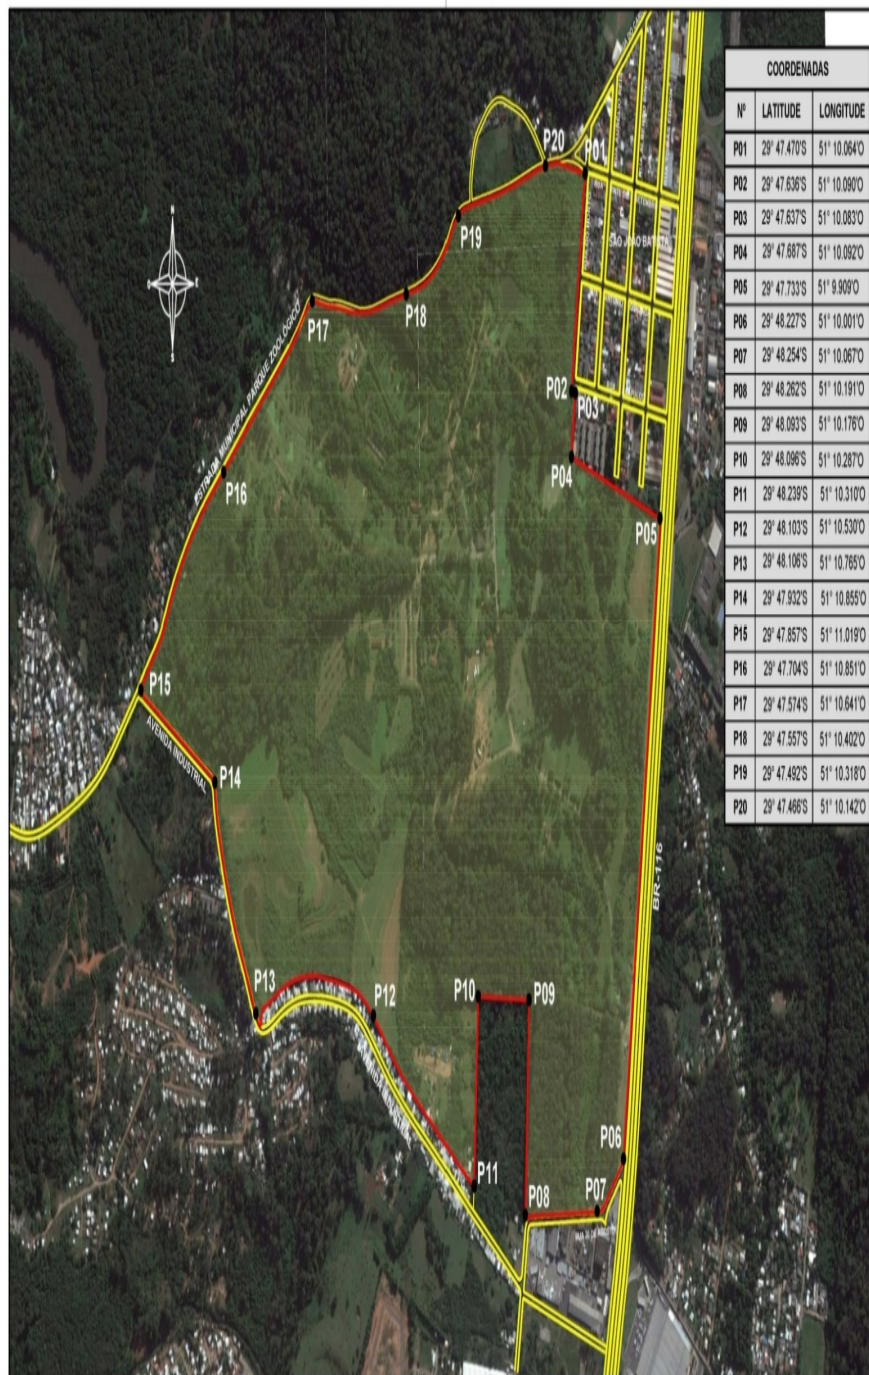 COORDENADAS
Nº LATITUDE LONGITUDE
P01 29° 47.470'S 51° 10.064'O
P02 29° 47.636'S 51° 10.090'O
P03 29° 47.637'S 51° 10.083'O
P04 29° 47.687'S 51° 10.092'O
P05 29° 47.733'S 51° 9.909'O
P06 29° 48.227'S 51° 10.001'O
P07 29° 48.254'S 51° 10.067'O
P08 29° 48.262'S 51° 10.191'O
P09 29° 48.093'S 51° 10.176'O
P10 29° 48.096'S 51° 10.287'O
P11 29° 48.239'S 51° 10.310'O
P12 29° 48.103'S 51° 10.530'O
P13 29° 48.106'S 51° 10.765'O
P14 29° 47.932'S 51° 10.855'O
P15 29° 47.857'S 51° 11.019'O
P16 29° 47.704'S 51° 10.851'O
P17 29° 47.574'S 51° 10.641'O
P18 29° 47.557'S 51° 10.402'O
P19 29° 47.492'S 51° 10.318'O
P20 29° 47.466'S 51° 10.142'O
P20
P01
P19
SÃO JOÃO BATISTA
N
E
S
P18
P17
ESTRADA MUNICIPAL PARQUE ZOOLÓGICO
P02
P03
P04
P16
P05
P15
AVENIDA INDUSTRIAL
P14
BR-116
P10
P09
P13
P12
P06
P11
P07
P08